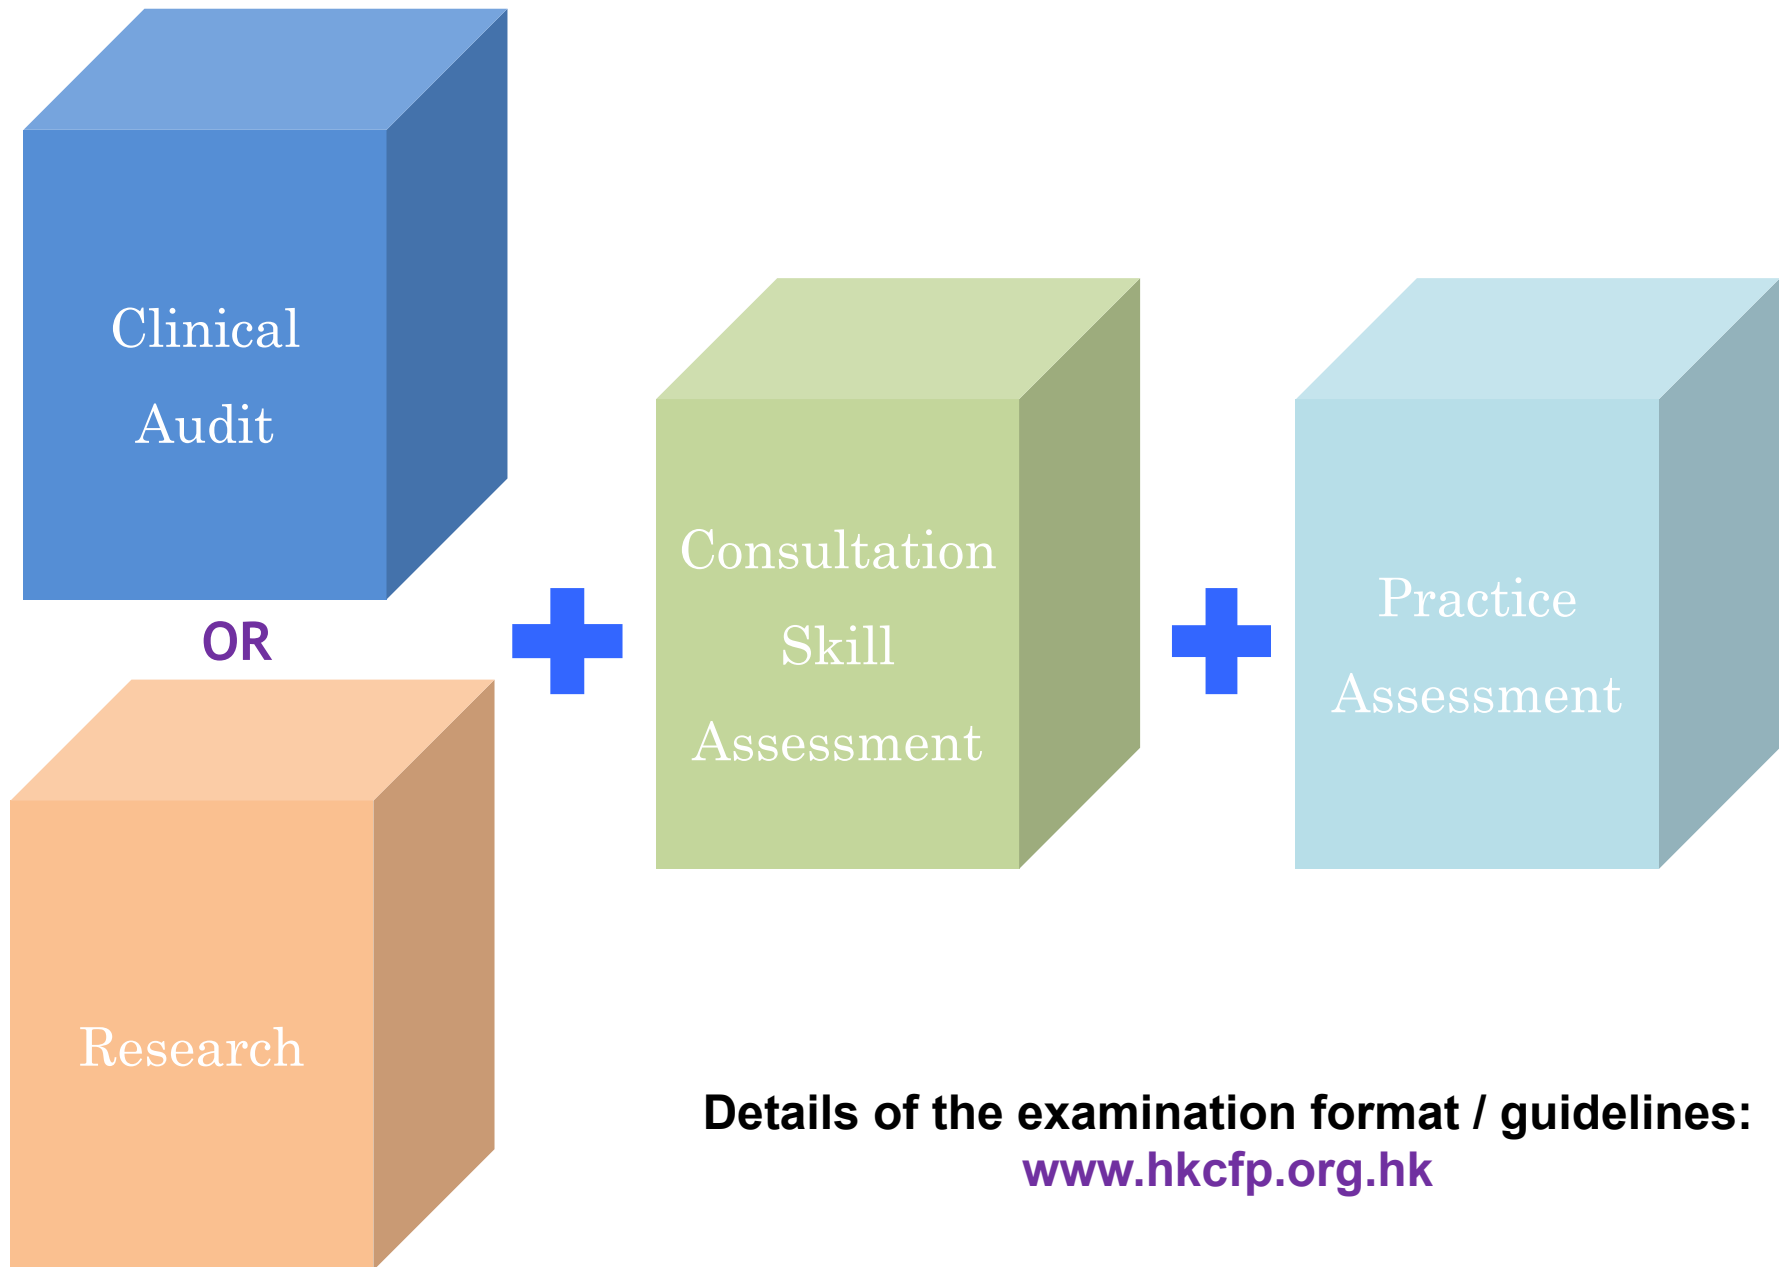 Clinical
Audit
OR
Research
Consultation
Skill
Assessment
Practice
Assessment
Details of the examination format / guidelines:
www.hkcfp.org.hk